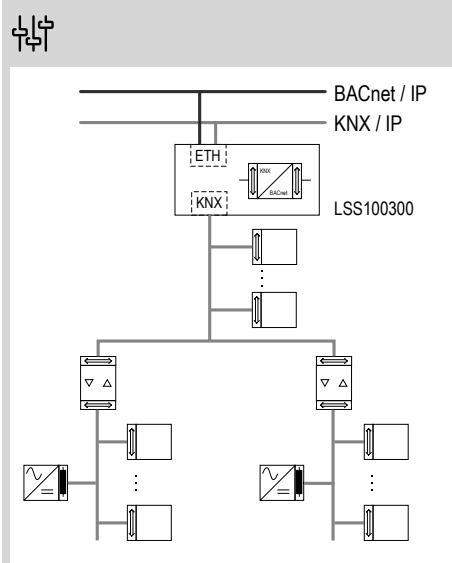 BACnet / IP
KNX / IP
ETH
KNX
BACnet
KNX
LSS100300